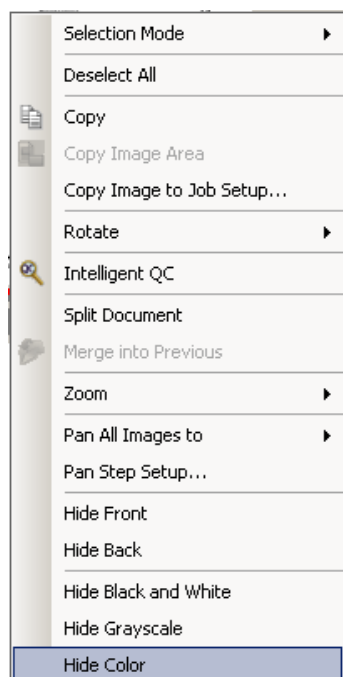 Selection Mode
Deselect All
Copy
Copy Image Area
Copy Image to Job Setup...
Rotate
Intelligent QC
Split Document
Merge into Previous
Zoom
Pan All Images to
Pan Step Setup...
Hide Front
Hide Back
Hide Black and White
Hide Grayscale
Hide Color